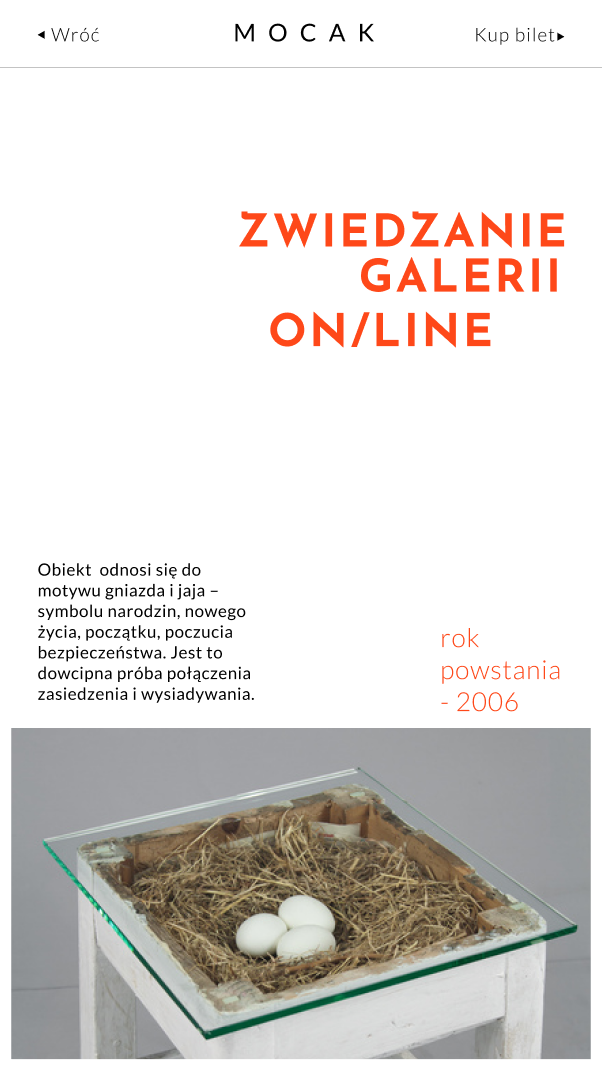 Wróć
MOCAK
Kup bilet
ZWIEDZANIE
GALERII
ON/LINE
Obiekt odnosi się do
motywu gniazda i jaja –
symbolu narodzin, nowego
życia, początku, poczucia
bezpieczeństwa. Jest to
dowcipna próba połączenia
zasiedzenia i wysiadywania.
rok
powstania
- 2006